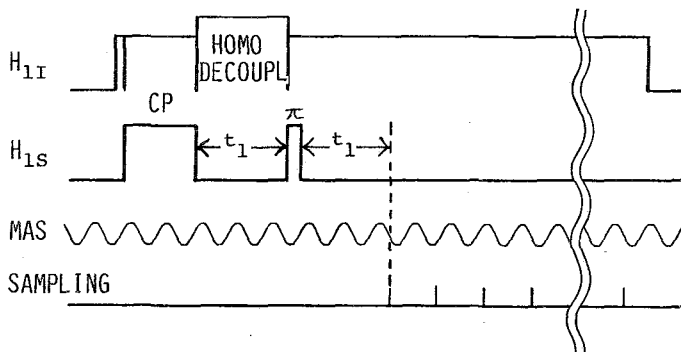 H1I
HOMO
DECOUPL
CP
π
H1S
t1
t1
MAS
SAMPLING